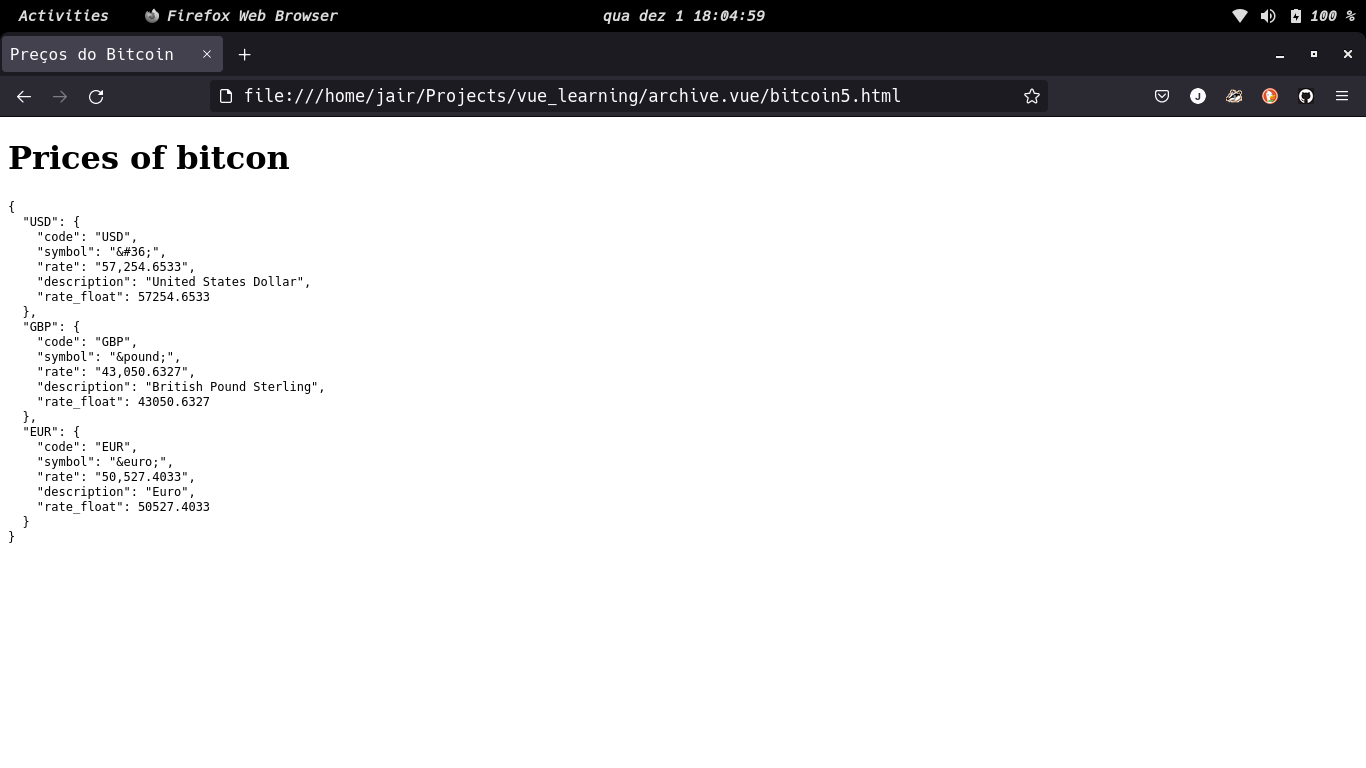 Activities Firefox Web Browser qua dez 1 18:04:59 100 %
Preços do Bitcoin
file:///home/jair/Projects/vue_learning/archive.vue/bitcoin5.html J
Prices of bitcon
{
  "USD": {
    "code": "USD",
    "symbol": "&#36;",
    "rate": "57,254.6533",
    "description": "United States Dollar",
    "rate_float": 57254.6533
  },
  "GBP": {
    "code": "GBP",
    "symbol": "&pound;",
    "rate": "43,050.6327",
    "description": "British Pound Sterling",
    "rate_float": 43050.6327
  },
  "EUR": {
    "code": "EUR",
    "symbol": "&euro;",
    "rate": "50,527.4033",
    "description": "Euro",
    "rate_float": 50527.4033
  }
}